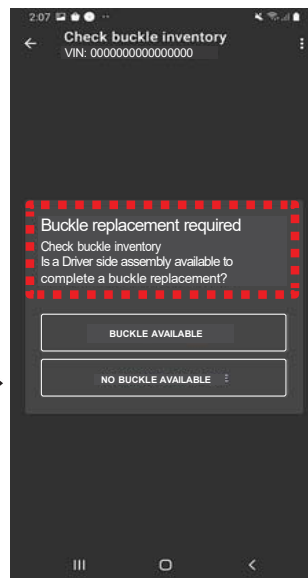 2:07
Check buckle inventory
VIN: 0000000000000000
Buckle replacement required
Check buckle inventory
Is a Driver side assembly available to
complete a buckle replacement?
BUCKLE AVAILABLE
NO BUCKLE AVAILABLE